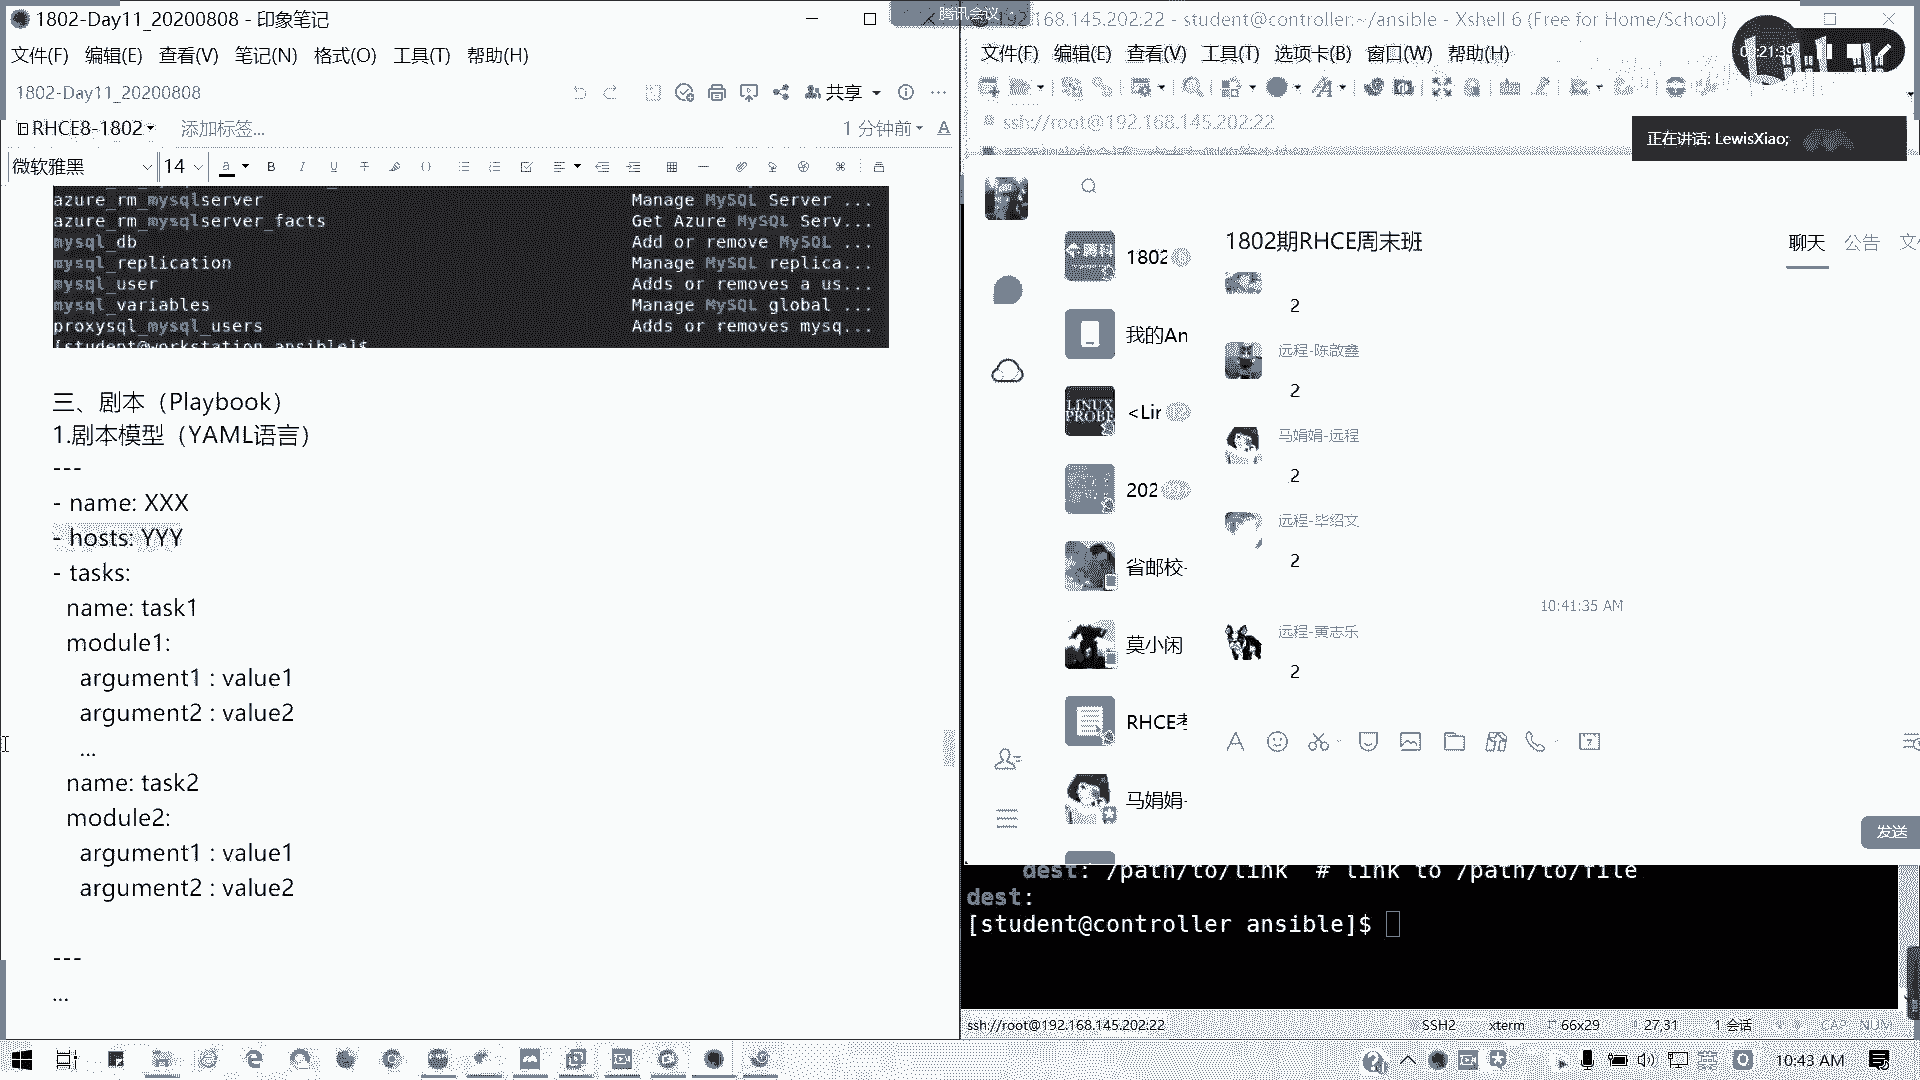 1802-Day11_20200808 - 印象笔记
文件(F) 编辑(E) 查看(V) 笔记(N) 格式(O) 工具(T) 帮助(H)
1802-Day11_20200808
共享
RHCE8-1802
添加标签...
1 分钟前
微软雅黑
14
azure_rm_mysqlserver Manage MySQL Server ...
azure_rm_mysqlserver_facts Get Azure MySQL Serv...
mysql_db Add or remove MySQL ...
mysql_replication Manage MySQL replica...
mysql_user Adds or removes a us...
mysql_variables Manage MySQL global ...
proxysql_mysql_users Adds or removes mysq...
[student@workstation ansible]$
三、剧本（Playbook）
1.剧本模型（YAML语言）
---
- name: XXX
- hosts: YYY
- tasks:
name: task1
module1:
argument1 : value1
argument2 : value2
...
name: task2
module2:
argument1 : value1
argument2 : value2
---
...
腾讯会议
192.168.145.202:22 - student@controller:~/ansible - Xshell 6 (Free for Home/School)
文件(F) 编辑(E) 查看(V) 工具(T) 选项卡(B) 窗口(W) 帮助(H)
ssh://root@192.168.145.202:22
正在讲话: LewisXiao;
1802
我的An
LINUX
PROBE
<Lin
202
省邮校-
莫小闲
RHCE考
马娟娟-
1802期RHCE周末班
聊天 公告 文
2
远程-陈啟鑫
2
马娟娟-远程
2
远程-毕绍文
2
10:41:35 AM
远程-黄志乐
2
发送
dest: /path/to/link # link to /path/to/file
dest:
[student@controller ansible]$
ssh://root@192.168.145.202:22
SSH2
xterm
66x29
27,31
1 会话
CAP
NUM
10:43 AM